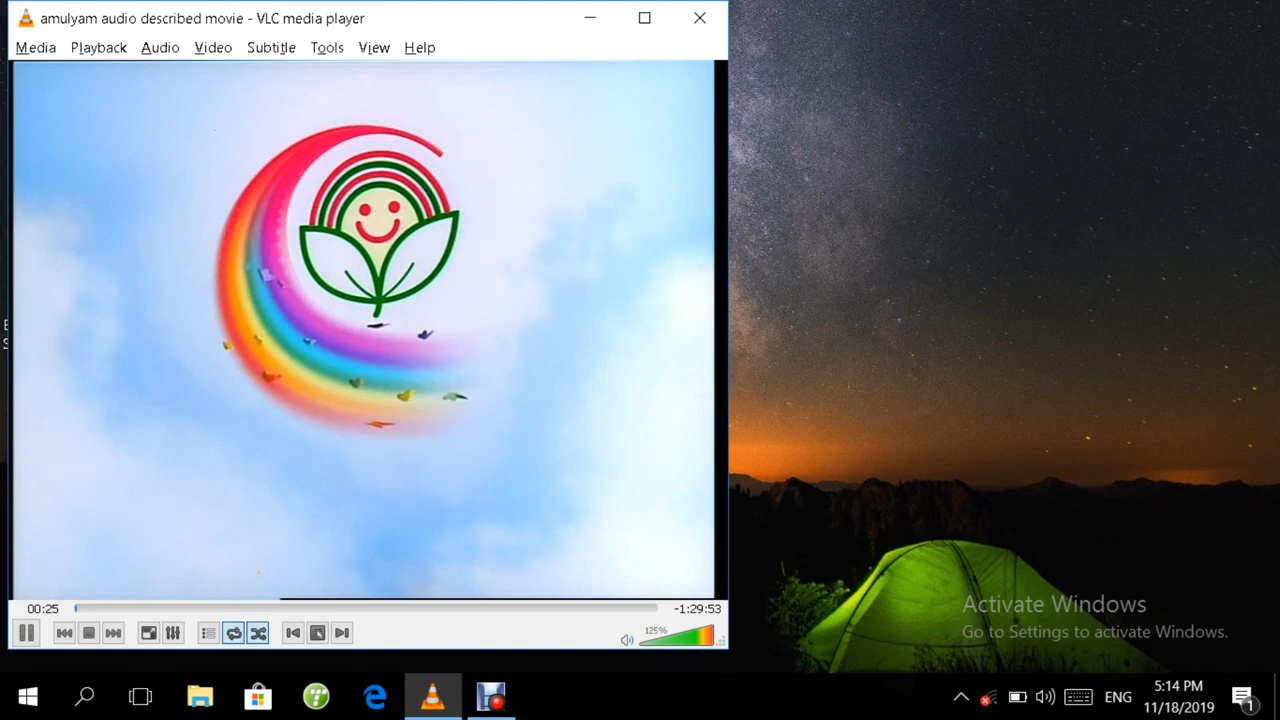 amulyam audio described movie - VLC media player
Media Playback Audio Video Subtitle Tools View Help
00:25
-1:29:53
125%
Activate Windows
Go to Settings to activate Windows.
ENG
5:14 PM
11/18/2019
1